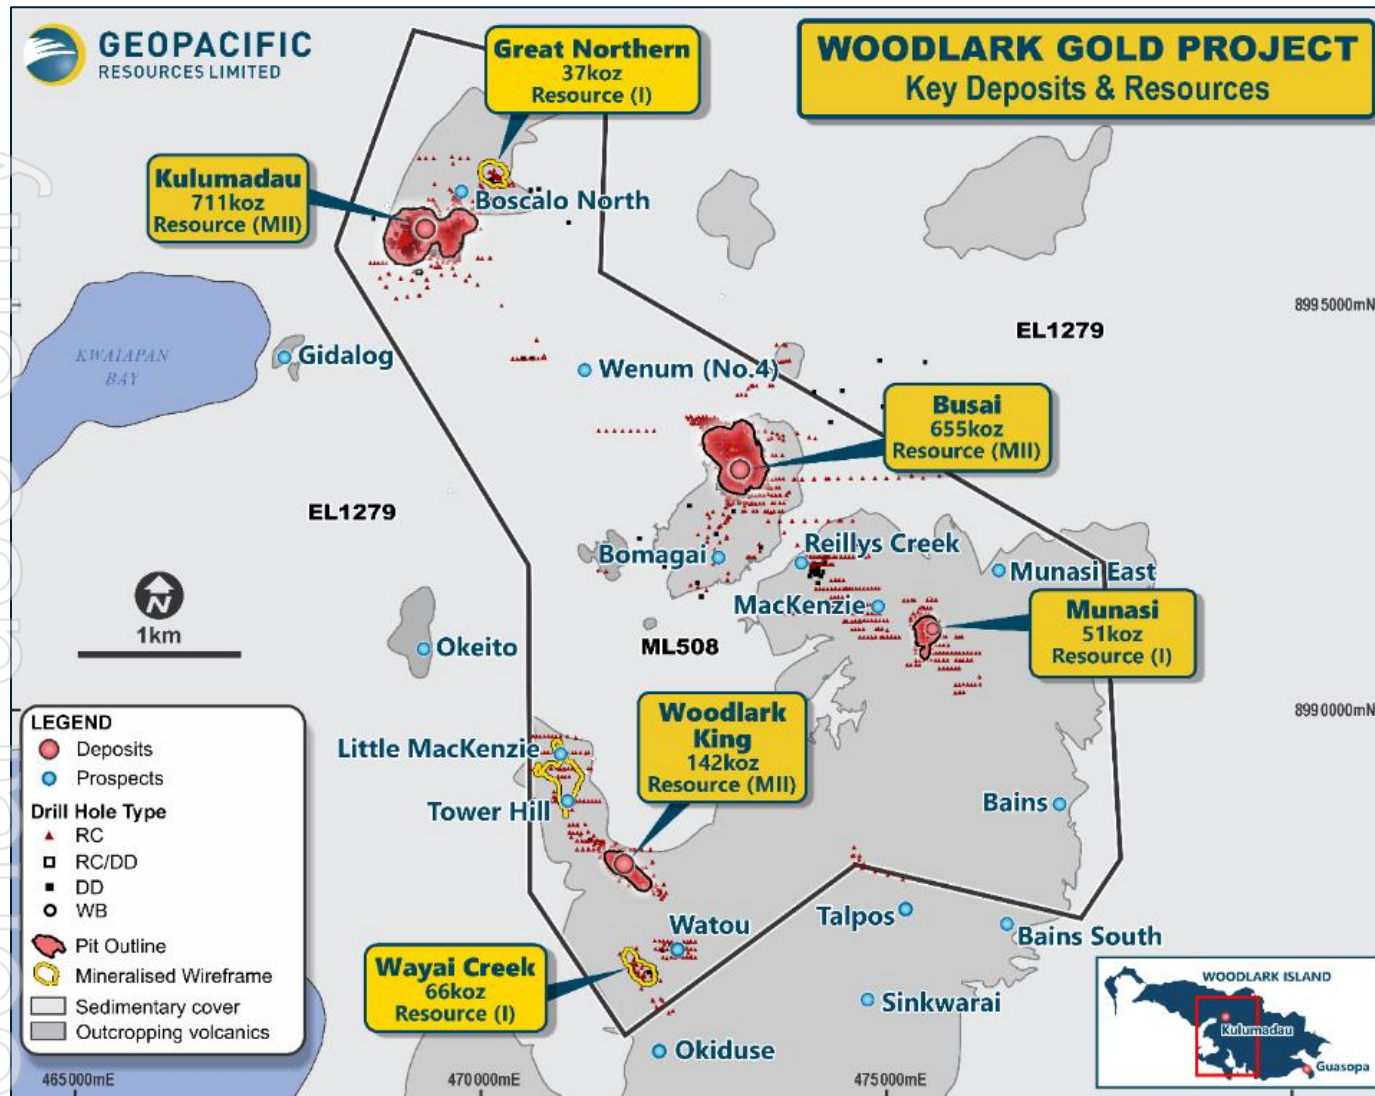 GEOPACIFIC
RESOURCES LIMITED
WOODLARK GOLD PROJECT
Key Deposits & Resources
Great Northern
37koz
Resource (I)
Kulumadau
711koz
Resource (MII)
Boscalo North
8995000mN
EL1279
KWAIAPAN
BAY
Gidalog
Wenum (No.4)
Busai
655koz
Resource (MII)
EL1279
Bomagai
Reillys Creek
Munasi East
MacKenzie
Munasi
51koz
Resource (I)
N
1km
Okeito
ML508
8990000mN
Woodlark
King
142koz
Resource (MII)
Little MacKenzie
Tower Hill
Bains
LEGEND
Deposits
Prospects
Drill Hole Type
RC
RC/DD
DD
WB
Pit Outline
Mineralised Wireframe
Sedimentary cover
Outcropping volcanics
Watou
Talpos
Bains South
Wayai Creek
66koz
Resource (I)
Sinkwarai
Okiduse
WOODLARK ISLAND
Kulumadau
Guasopa
465000mE
470000mE
475000mE